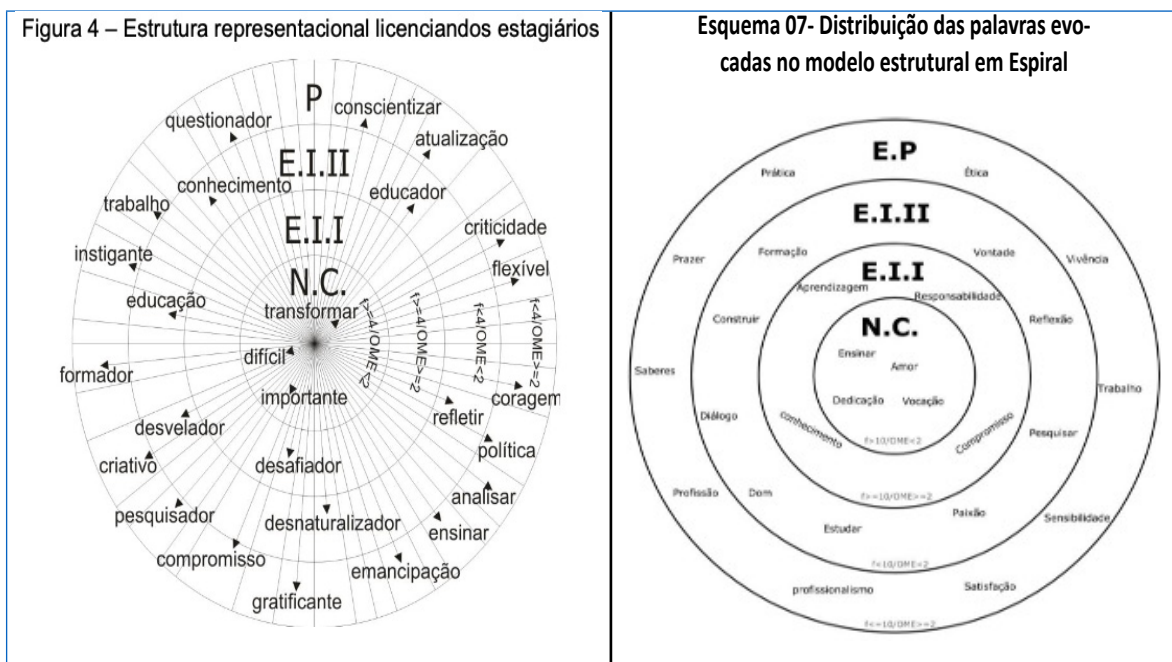 Figura 4 – Estrutura representacional licenciandos estagiários
P
conscientizar
questionador
atualização
E.I.II
conhecimento
educador
trabalho
E.I.I
criticidade
instigante
flexível
N.C.
educação
transformar
f>=4/OME<2
f>=4/OME>=2
f<4/OME<2
f<4/OME>=2
difícil
formador
importante
coragem
refletir
desvelador
política
criativo
desafiador
analisar
pesquisador
desnaturalizador
ensinar
compromisso
emancipação
gratificante
Esquema 07- Distribuição das palavras evo-
cadas no modelo estrutural em Espiral
E.P
Prática
Ética
E.I.II
Formação
Vontade
Prazer
Vivência
E.I.I
Aprendizagem
Responsabilidade
Construir
Reflexão
N.C.
Ensinar
Amor
Saberes
Trabalho
Dedicação
Vocação
Diálogo
conhecimento
Compromisso
Pesquisar
f>10/OME<2
Profissão
Dom
f>=10/OME>=2
Paixão
Sensibilidade
Estudar
f<10/OME<2
profissionalismo
Satisfação
f<=10/OME>=2